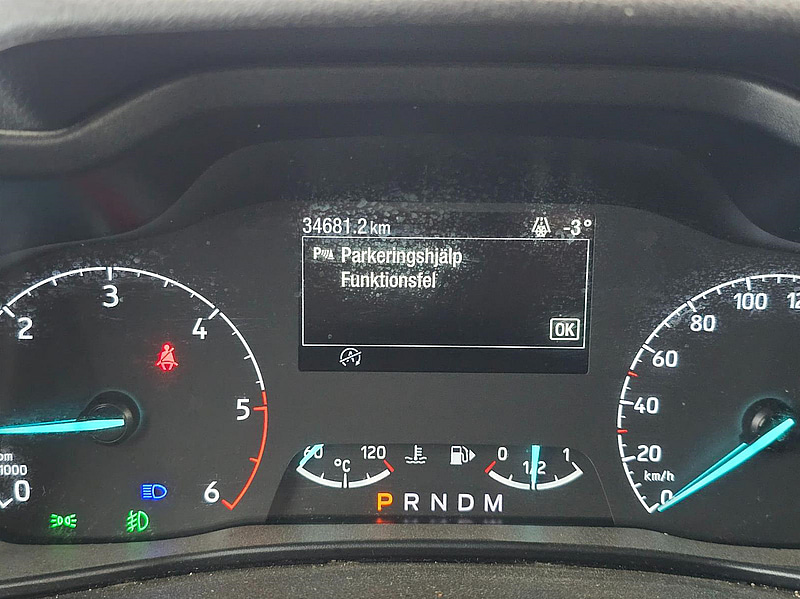 34681.2 km -3°
P Parkeringshjälp
Funktionsfel
OK
2 3 4 5 6
1000
0
60 °C 120
0 1/2 1
P R N D M
0 20 40 60 80 100
km/h